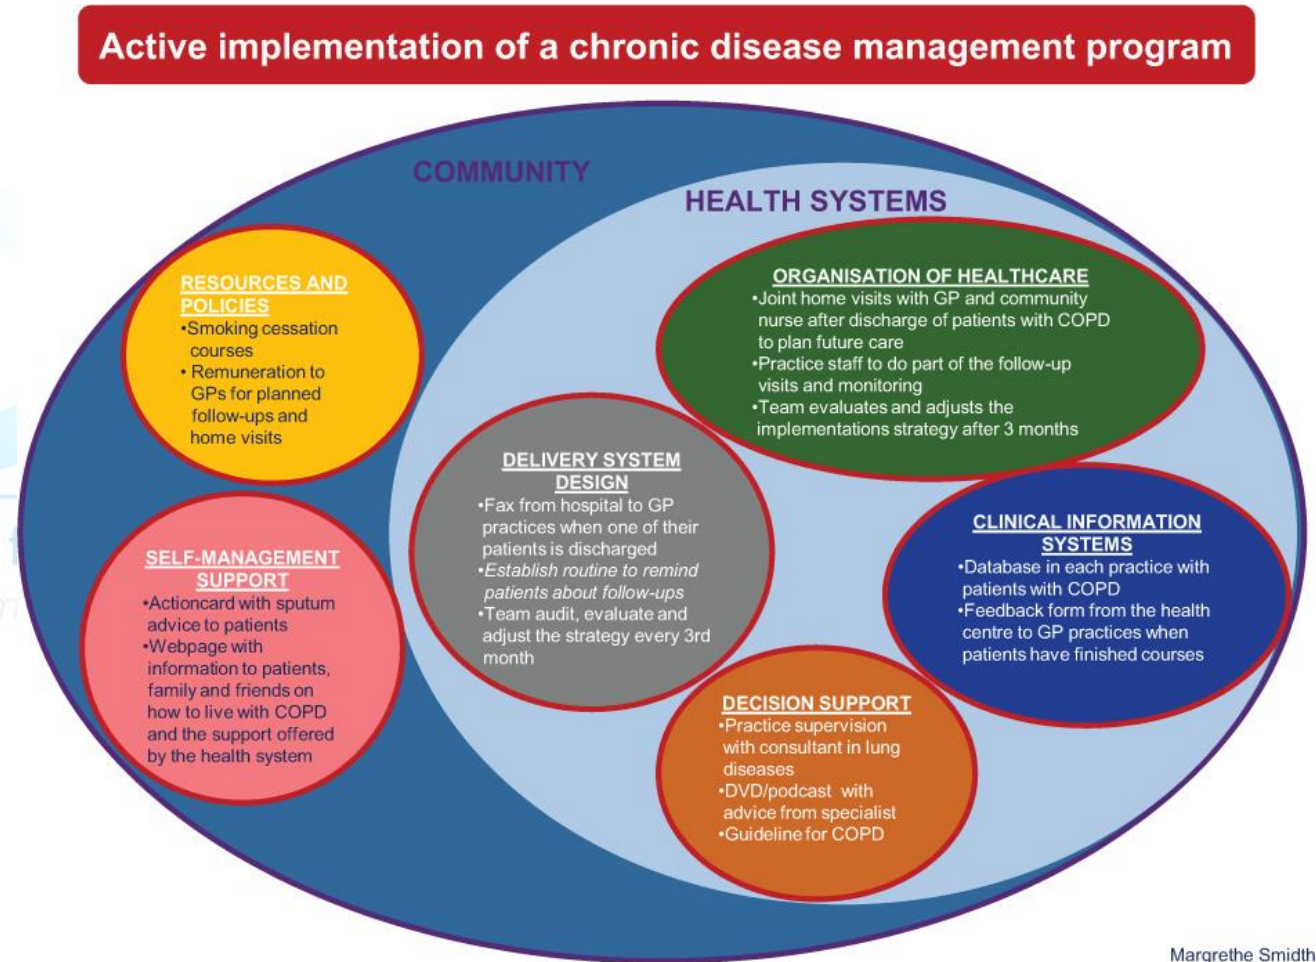 Active implementation of a chronic disease management program
COMMUNITY
HEALTH SYSTEMS
RESOURCES AND
POLICIES
•Smoking cessation
courses
• Remuneration to
GPs for planned
follow-ups and
home visits
SELF-MANAGEMENT
SUPPORT
•Actioncard with sputum
advice to patients
•Webpage with
information to patients,
family and friends on
how to live with COPD
and the support offered
by the health system
DELIVERY SYSTEM
DESIGN
•Fax from hospital to GP
practices when one of their
patients is discharged
•Establish routine to remind
patients about follow-ups
•Team audit, evaluate and
adjust the strategy every 3rd
month
ORGANISATION OF HEALTHCARE
•Joint home visits with GP and community
nurse after discharge of patients with COPD
to plan future care
•Practice staff to do part of the follow-up
visits and monitoring
•Team evaluates and adjusts the
implementations strategy after 3 months
CLINICAL INFORMATION
SYSTEMS
•Database in each practice with
patients with COPD
•Feedback form from the health
centre to GP practices when
patients have finished courses
DECISION SUPPORT
•Practice supervision
with consultant in lung
diseases
•DVD/podcast with
advice from specialist
•Guideline for COPD
Margrethe Smidth